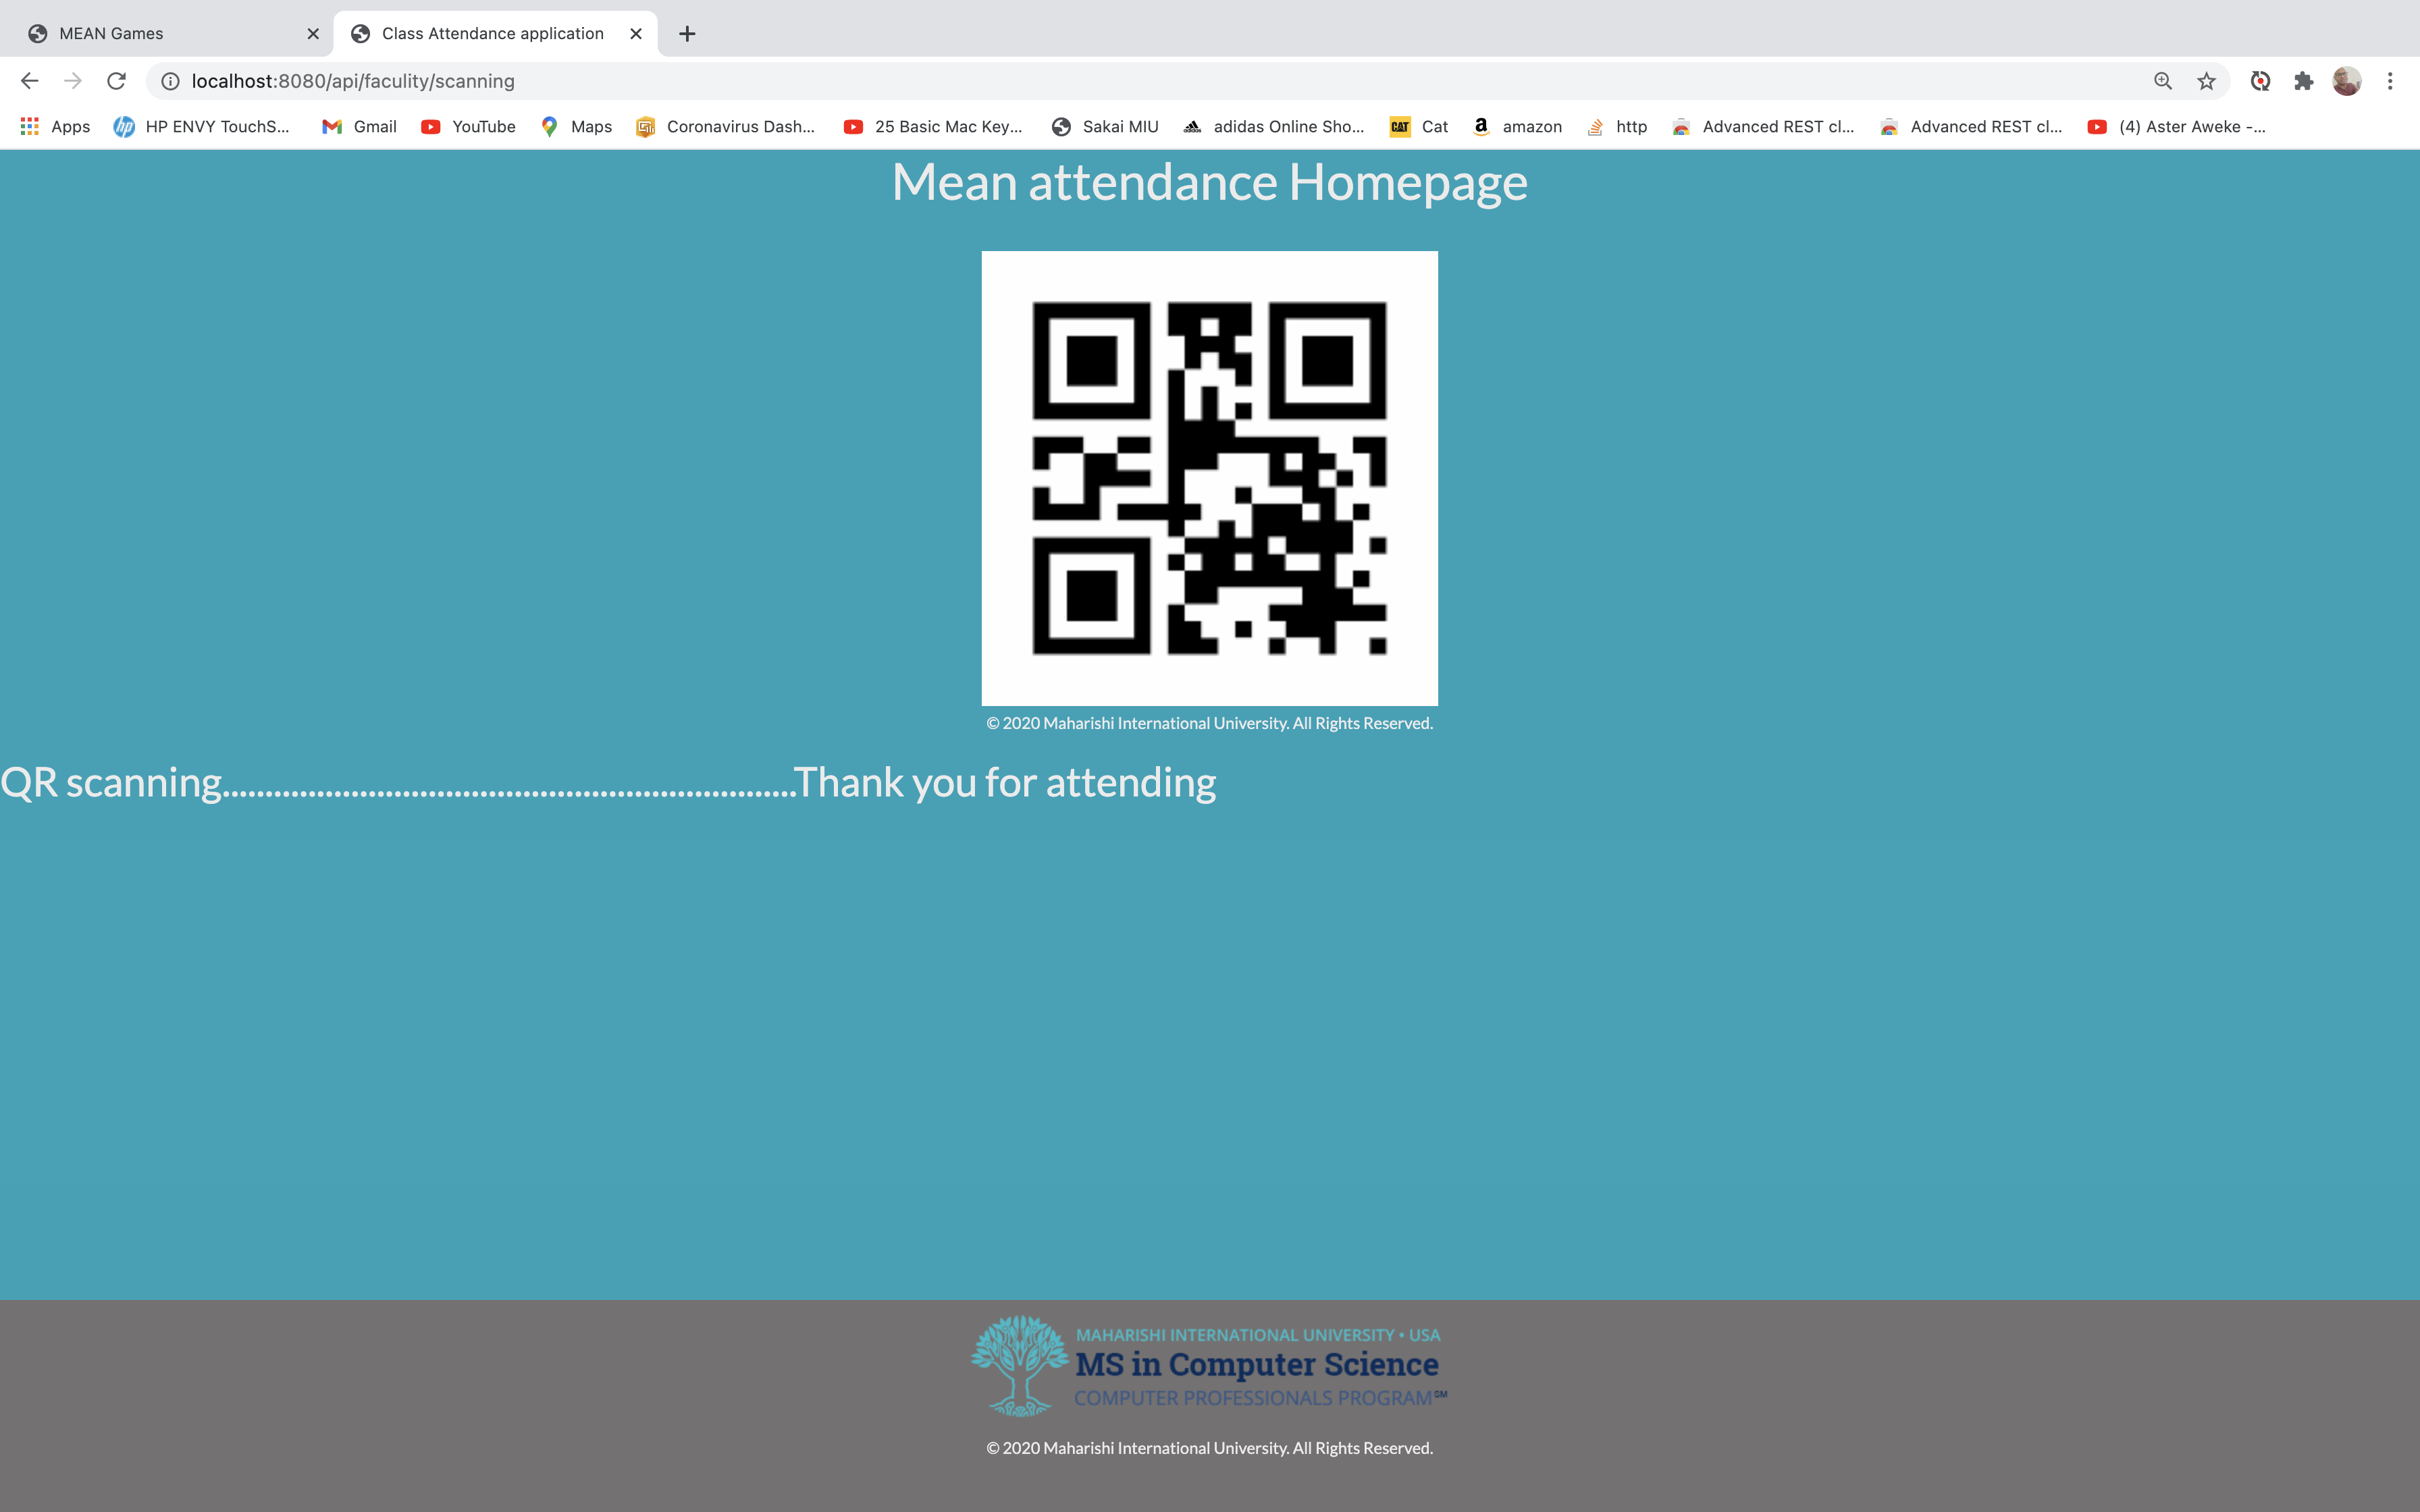 MEAN Games
Class Attendance application
localhost:8080/api/faculity/scanning
Apps
HP ENVY TouchS...
Gmail
YouTube
Maps
Coronavirus Dash...
25 Basic Mac Key...
Sakai MIU
adidas Online Sho...
CAT Cat
amazon
http
Advanced REST cl...
Advanced REST cl...
(4) Aster Aweke -...
Mean attendance Homepage
© 2020 Maharishi International University. All Rights Reserved.
QR scanning...................................................................Thank you for attending
MAHARISHI INTERNATIONAL UNIVERSITY • USA
MS in Computer Science
COMPUTER PROFESSIONALS PROGRAM℠
© 2020 Maharishi International University. All Rights Reserved.